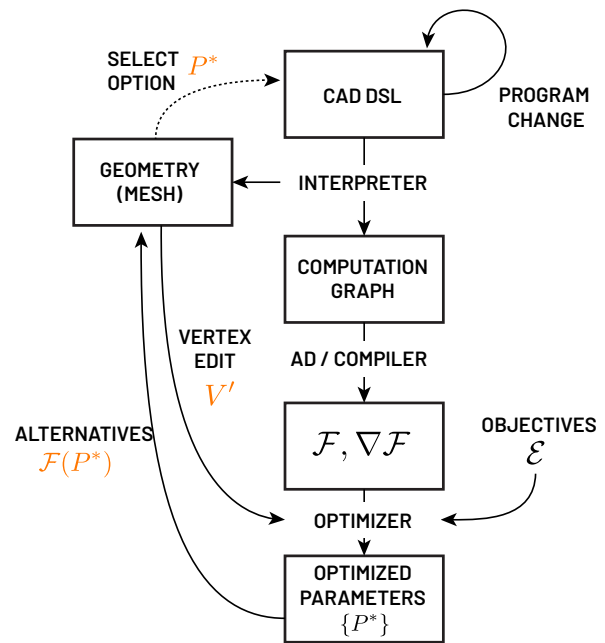 SELECT
OPTION P*
CAD DSL
PROGRAM
CHANGE
GEOMETRY
(MESH)
INTERPRETER
COMPUTATION
GRAPH
VERTEX
EDIT
V′
AD / COMPILER
ALTERNATIVES
ℱ(P*)
ℱ, ∇ℱ
OBJECTIVES
ℰ
OPTIMIZER
OPTIMIZED
PARAMETERS
{P*}